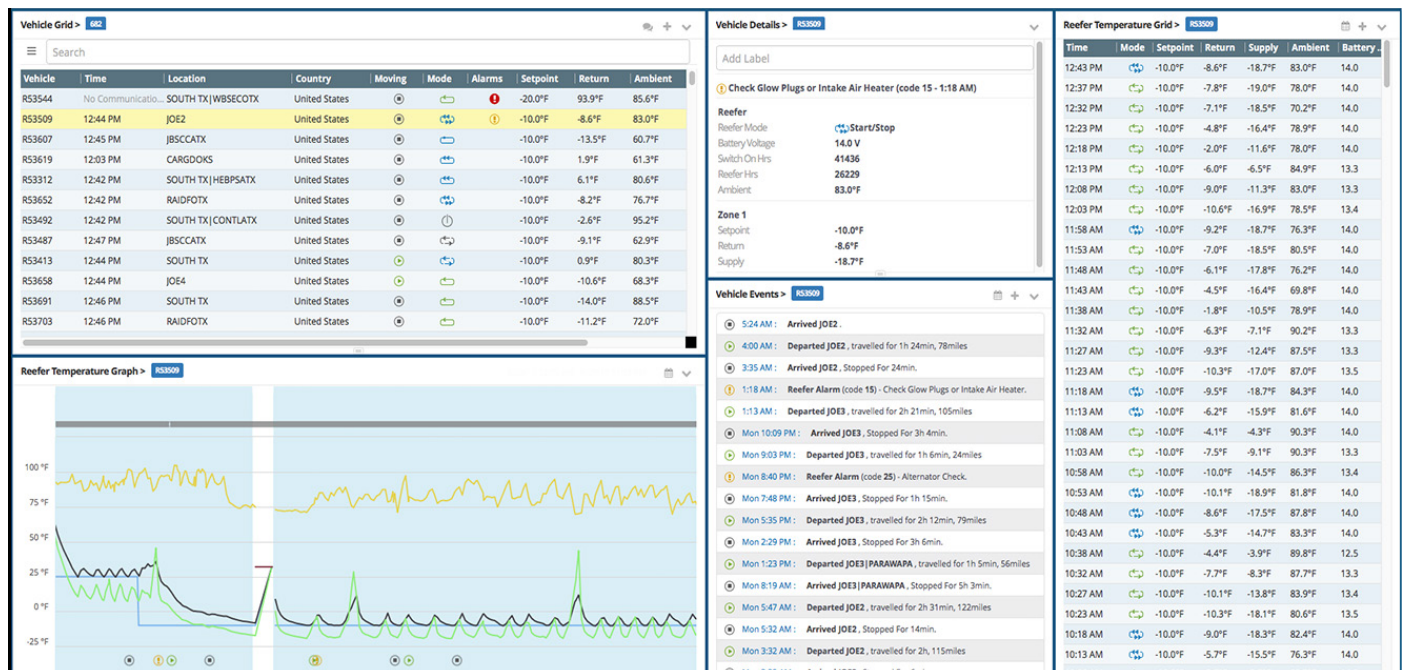 Vehicle Grid > 682
Search
Vehicle Time Location Country Moving Mode Alarms Setpoint Return Ambient
R53544 No Communicatio... SOUTH TX|WBSECOTX United States -20.0°F 93.9°F 85.6°F
R53509 12:44 PM JOE2 United States -10.0°F -8.6°F 83.0°F
R53607 12:45 PM JBSCCATX United States -10.0°F -13.5°F 60.7°F
R53619 12:03 PM CARGDOKS United States -10.0°F 1.9°F 61.3°F
R53312 12:42 PM SOUTH TX|HEBPSATX United States -10.0°F 6.1°F 80.6°F
R53652 12:42 PM RAIDFOTX United States -10.0°F -8.2°F 76.7°F
R53492 12:42 PM SOUTH TX|CONTLATX United States -10.0°F -2.6°F 95.2°F
R53487 12:47 PM JBSCCATX United States -10.0°F -9.1°F 62.9°F
R53413 12:44 PM SOUTH TX United States -10.0°F 0.9°F 80.3°F
R53658 12:44 PM JOE4 United States -10.0°F -10.6°F 68.3°F
R53691 12:46 PM SOUTH TX United States -10.0°F -14.0°F 88.5°F
R53703 12:46 PM RAIDFOTX United States -10.0°F -11.2°F 72.0°F
Reefer Temperature Graph > R53509
100 °F
75 °F
50 °F
25 °F
0 °F
-25 °F
Vehicle Details > R53509
Add Label
Check Glow Plugs or Intake Air Heater (code 15 - 1:18 AM)
Reefer
Reefer Mode Start/Stop
Battery Voltage 14.0 V
Switch On Hrs 41436
Reefer Hrs 26229
Ambient 83.0°F
Zone 1
Setpoint -10.0°F
Return -8.6°F
Supply -18.7°F
Vehicle Events > R53509
5:24 AM : Arrived JOE2 .
4:00 AM : Departed JOE2 , travelled for 1h 24min, 78miles
3:35 AM : Arrived JOE2 , Stopped For 24min.
1:18 AM : Reefer Alarm (code 15) - Check Glow Plugs or Intake Air Heater.
1:13 AM : Departed JOE3 , travelled for 2h 21min, 105miles
Mon 10:09 PM : Arrived JOE3 , Stopped For 3h 4min.
Mon 9:03 PM : Departed JOE3 , travelled for 1h 6min, 24miles
Mon 8:40 PM : Reefer Alarm (code 25) - Alternator Check.
Mon 7:48 PM : Arrived JOE3 , Stopped For 1h 15min.
Mon 5:35 PM : Departed JOE3 , travelled for 2h 12min, 79miles
Mon 2:29 PM : Arrived JOE3 , Stopped For 3h 6min.
Mon 1:23 PM : Departed JOE3|PARAWAPA , travelled for 1h 5min, 56miles
Mon 8:19 AM : Arrived JOE3|PARAWAPA , Stopped For 5h 3min.
Mon 5:47 AM : Departed JOE2 , travelled for 2h 31min, 122miles
Mon 5:32 AM : Arrived JOE2 , Stopped For 14min.
Mon 3:32 AM : Departed JOE2 , travelled for 2h, 115miles
Reefer Temperature Grid > R53509
Time Mode Setpoint Return Supply Ambient Battery ..
12:43 PM -10.0°F -8.6°F -18.7°F 83.0°F 14.0
12:37 PM -10.0°F -7.8°F -19.0°F 78.0°F 14.0
12:32 PM -10.0°F -7.1°F -18.5°F 70.2°F 14.0
12:23 PM -10.0°F -4.8°F -16.4°F 78.9°F 14.0
12:18 PM -10.0°F -2.0°F -11.6°F 78.0°F 14.0
12:13 PM -10.0°F -6.0°F -6.5°F 84.9°F 13.3
12:08 PM -10.0°F -9.0°F -11.3°F 83.0°F 13.3
12:03 PM -10.0°F -10.6°F -16.9°F 78.5°F 13.4
11:58 AM -10.0°F -9.2°F -18.7°F 76.3°F 14.0
11:53 AM -10.0°F -7.0°F -18.5°F 80.5°F 14.0
11:48 AM -10.0°F -6.1°F -17.8°F 76.2°F 14.0
11:43 AM -10.0°F -4.5°F -16.4°F 69.8°F 14.0
11:38 AM -10.0°F -1.8°F -10.5°F 78.9°F 14.0
11:32 AM -10.0°F -6.3°F -7.1°F 90.2°F 13.3
11:27 AM -10.0°F -9.3°F -12.4°F 87.5°F 13.3
11:23 AM -10.0°F -10.3°F -17.0°F 87.0°F 13.5
11:18 AM -10.0°F -9.5°F -18.7°F 84.3°F 14.0
11:13 AM -10.0°F -6.2°F -15.9°F 81.6°F 14.0
11:08 AM -10.0°F -4.1°F -4.3°F 90.3°F 14.0
11:03 AM -10.0°F -7.5°F -9.1°F 90.3°F 13.3
10:58 AM -10.0°F -10.0°F -14.5°F 86.3°F 13.4
10:53 AM -10.0°F -10.1°F -18.9°F 81.8°F 14.0
10:48 AM -10.0°F -8.6°F -17.5°F 87.8°F 14.0
10:43 AM -10.0°F -5.3°F -14.7°F 83.3°F 14.0
10:38 AM -10.0°F -4.4°F -3.9°F 89.8°F 12.5
10:32 AM -10.0°F -7.7°F -8.3°F 87.7°F 13.3
10:27 AM -10.0°F -10.1°F -13.8°F 83.9°F 13.4
10:23 AM -10.0°F -10.3°F -18.1°F 80.6°F 13.5
10:18 AM -10.0°F -9.0°F -18.3°F 82.4°F 14.0
10:13 AM -10.0°F -5.7°F -15.5°F 76.3°F 14.0